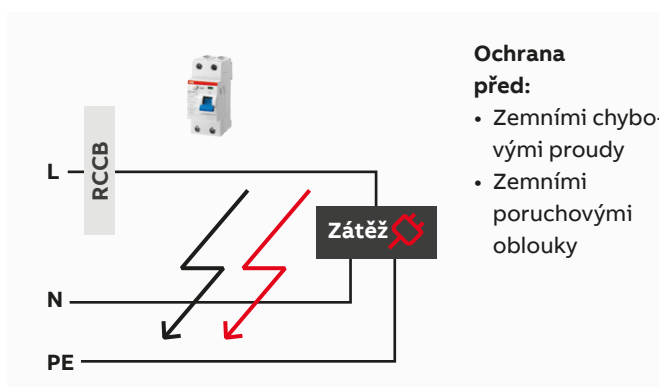 Ochrana
před:
• Zemními chybo-
vými proudy
• Zemními
poruchovými
oblouky
RCCB
L
Zátěž
N
PE